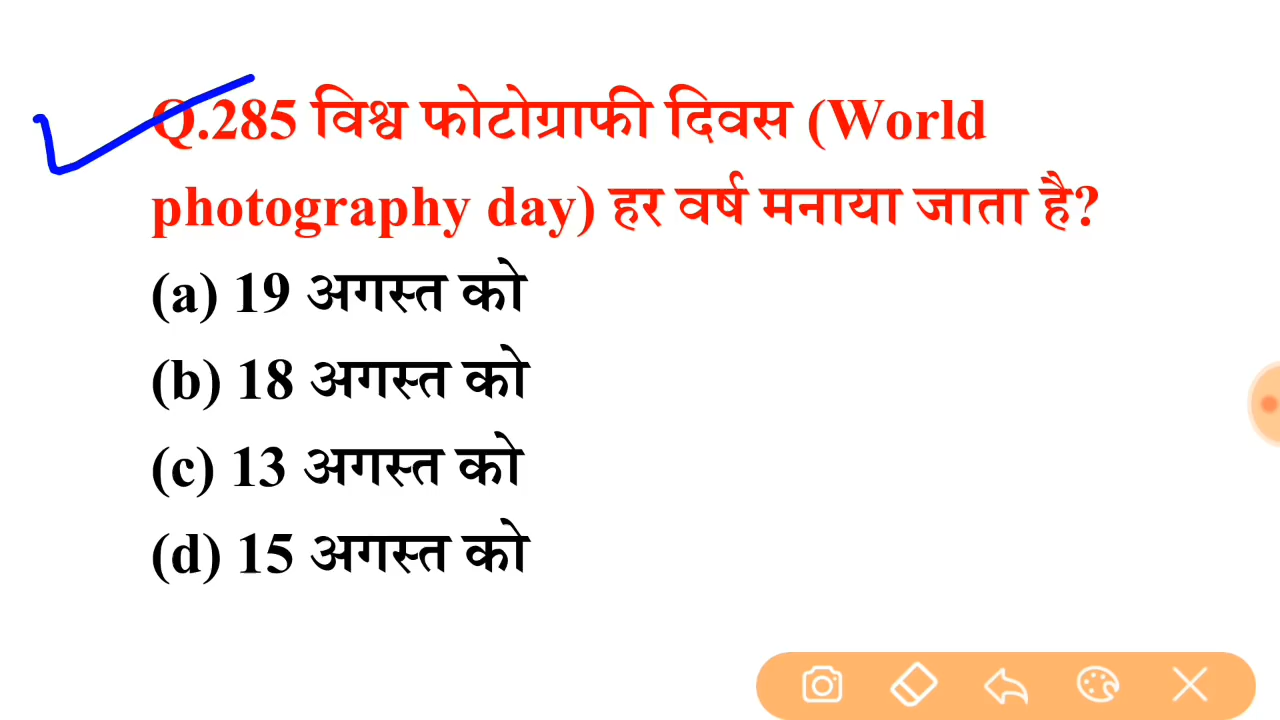 Q.285 विश्व फोटोग्राफी दिवस (World
photography day) हर वर्ष मनाया जाता है?
(a) 19 अगस्त को
(b) 18 अगस्त को
(c) 13 अगस्त को
(d) 15 अगस्त को